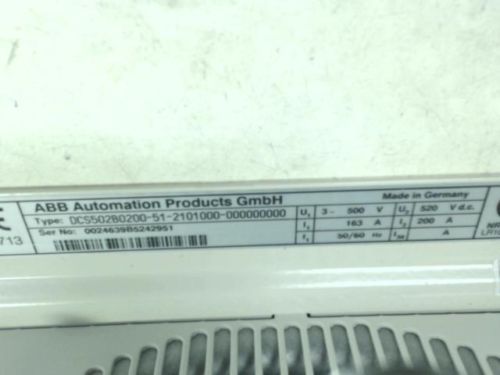 ABB Automation Products GmbH Made in Germany
Type: DCS502B0200-51-2101000-000000000 U₁ 3 - 500 V U₂ 520 V d.c.
Ser No: 0024639B5242951 I₁ 163 A I₂ 200 A
713 f₁ 50/60 Hz A